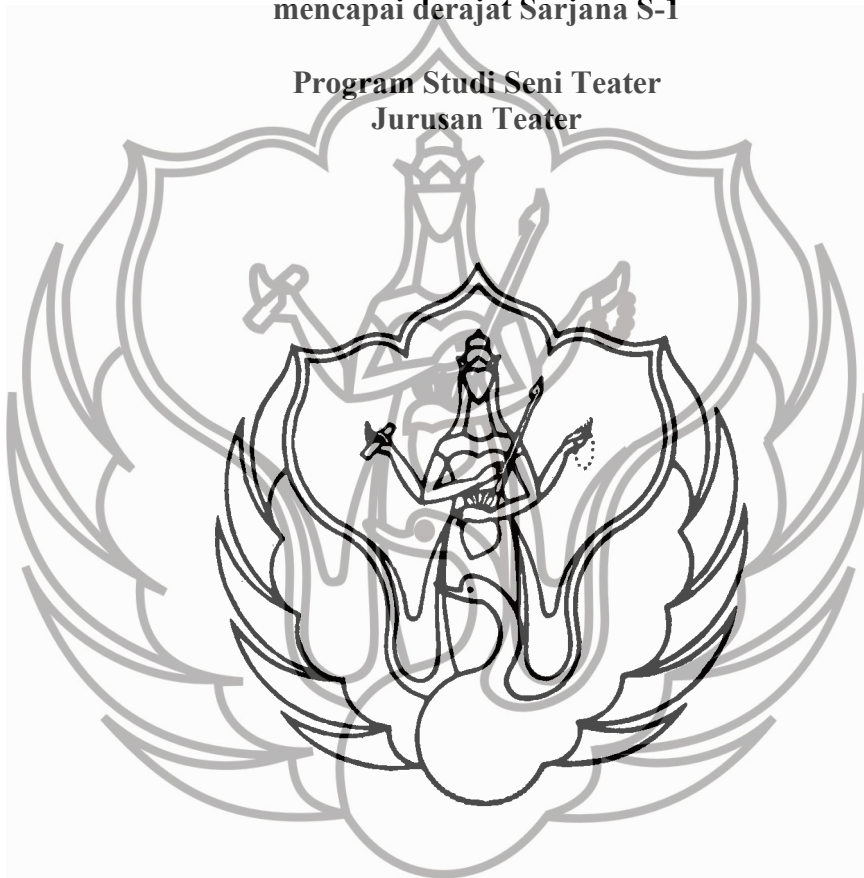 mencapai derajat Sarjana S-1
Program Studi Seni Teater
Jurusan Teater